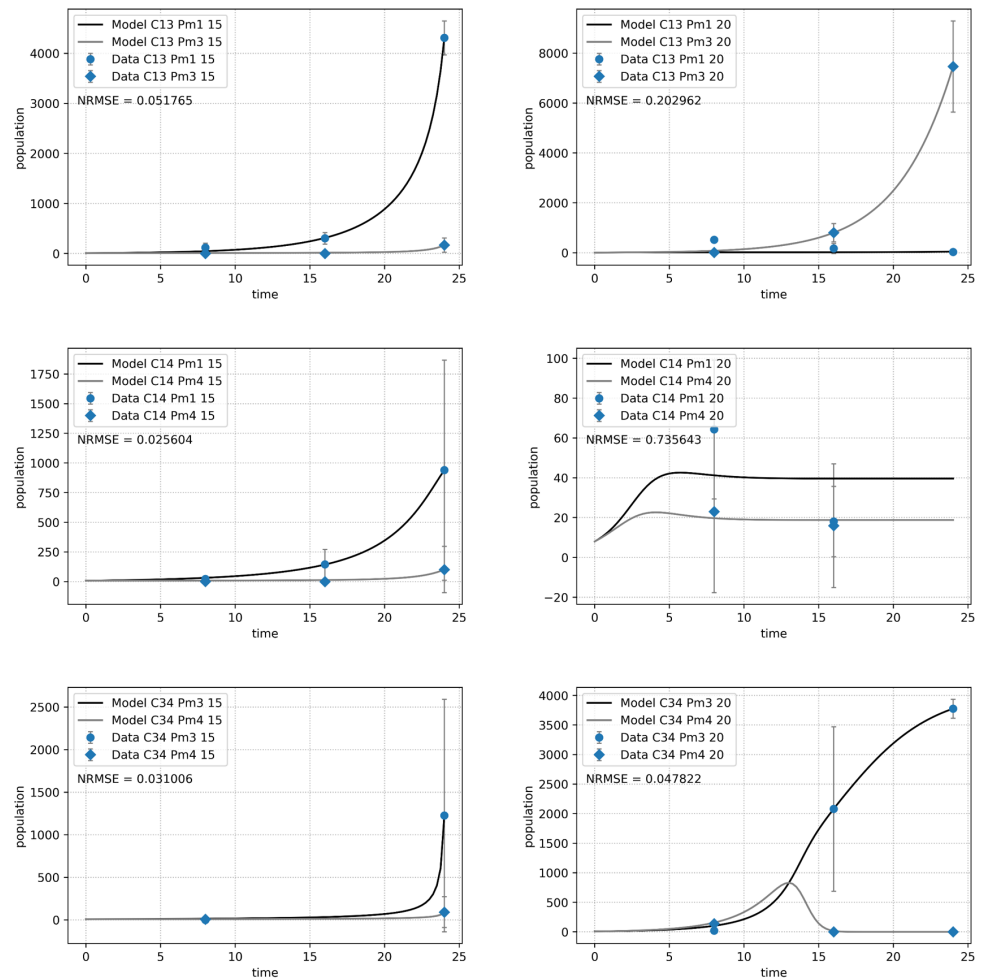 Model C13 Pm1 15
Model C13 Pm3 15
Data C13 Pm1 15
Data C13 Pm3 15
NRMSE = 0.051765
population
4000
3000
2000
1000
0
0 5 10 15 20 25
time
Model C13 Pm1 20
Model C13 Pm3 20
Data C13 Pm1 20
Data C13 Pm3 20
NRMSE = 0.202962
population
8000
6000
4000
2000
0
0 5 10 15 20 25
time
Model C14 Pm1 15
Model C14 Pm4 15
Data C14 Pm1 15
Data C14 Pm4 15
NRMSE = 0.025604
population
1750
1500
1250
1000
750
500
250
0
0 5 10 15 20 25
time
Model C14 Pm1 20
Model C14 Pm4 20
Data C14 Pm1 20
Data C14 Pm4 20
NRMSE = 0.735643
population
100
80
60
40
20
0
−20
0 5 10 15 20 25
time
Model C34 Pm3 15
Model C34 Pm4 15
Data C34 Pm3 15
Data C34 Pm4 15
NRMSE = 0.031006
population
2500
2000
1500
1000
500
0
0 5 10 15 20 25
time
Model C34 Pm3 20
Model C34 Pm4 20
Data C34 Pm3 20
Data C34 Pm4 20
NRMSE = 0.047822
population
4000
3500
3000
2500
2000
1500
1000
500
0
0 5 10 15 20 25
time